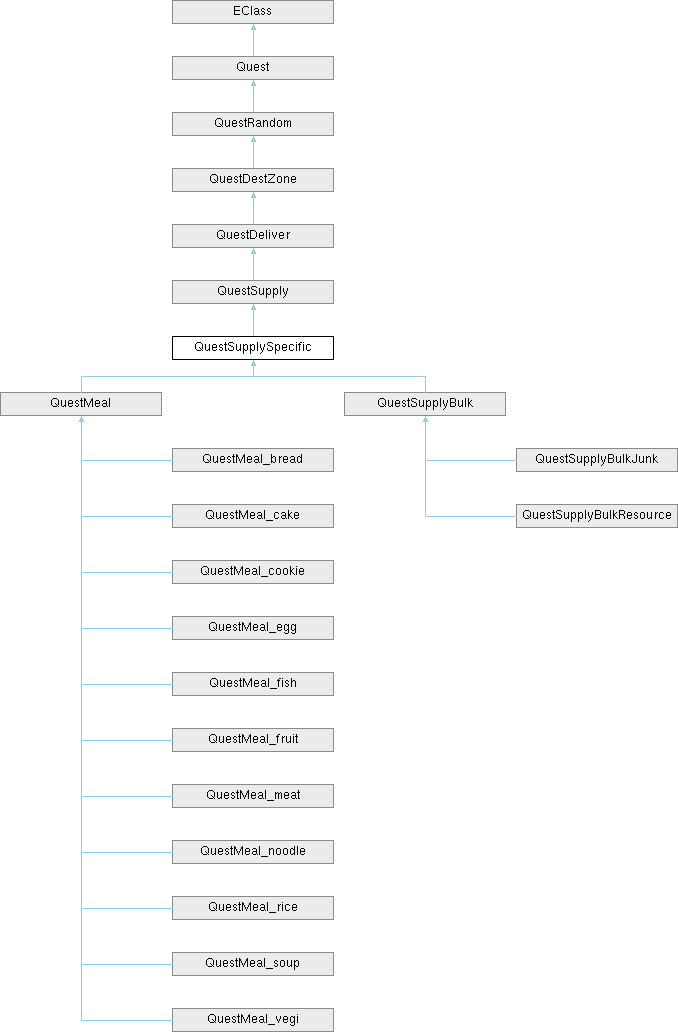 EClass
Quest
QuestRandom
QuestDestZone
QuestDeliver
QuestSupply
QuestSupplySpecific
QuestMeal
QuestSupplyBulk
QuestMeal_bread
QuestSupplyBulkJunk
QuestMeal_cake
QuestSupplyBulkResource
QuestMeal_cookie
QuestMeal_egg
QuestMeal_fish
QuestMeal_fruit
QuestMeal_meat
QuestMeal_noodle
QuestMeal_rice
QuestMeal_soup
QuestMeal_vegi